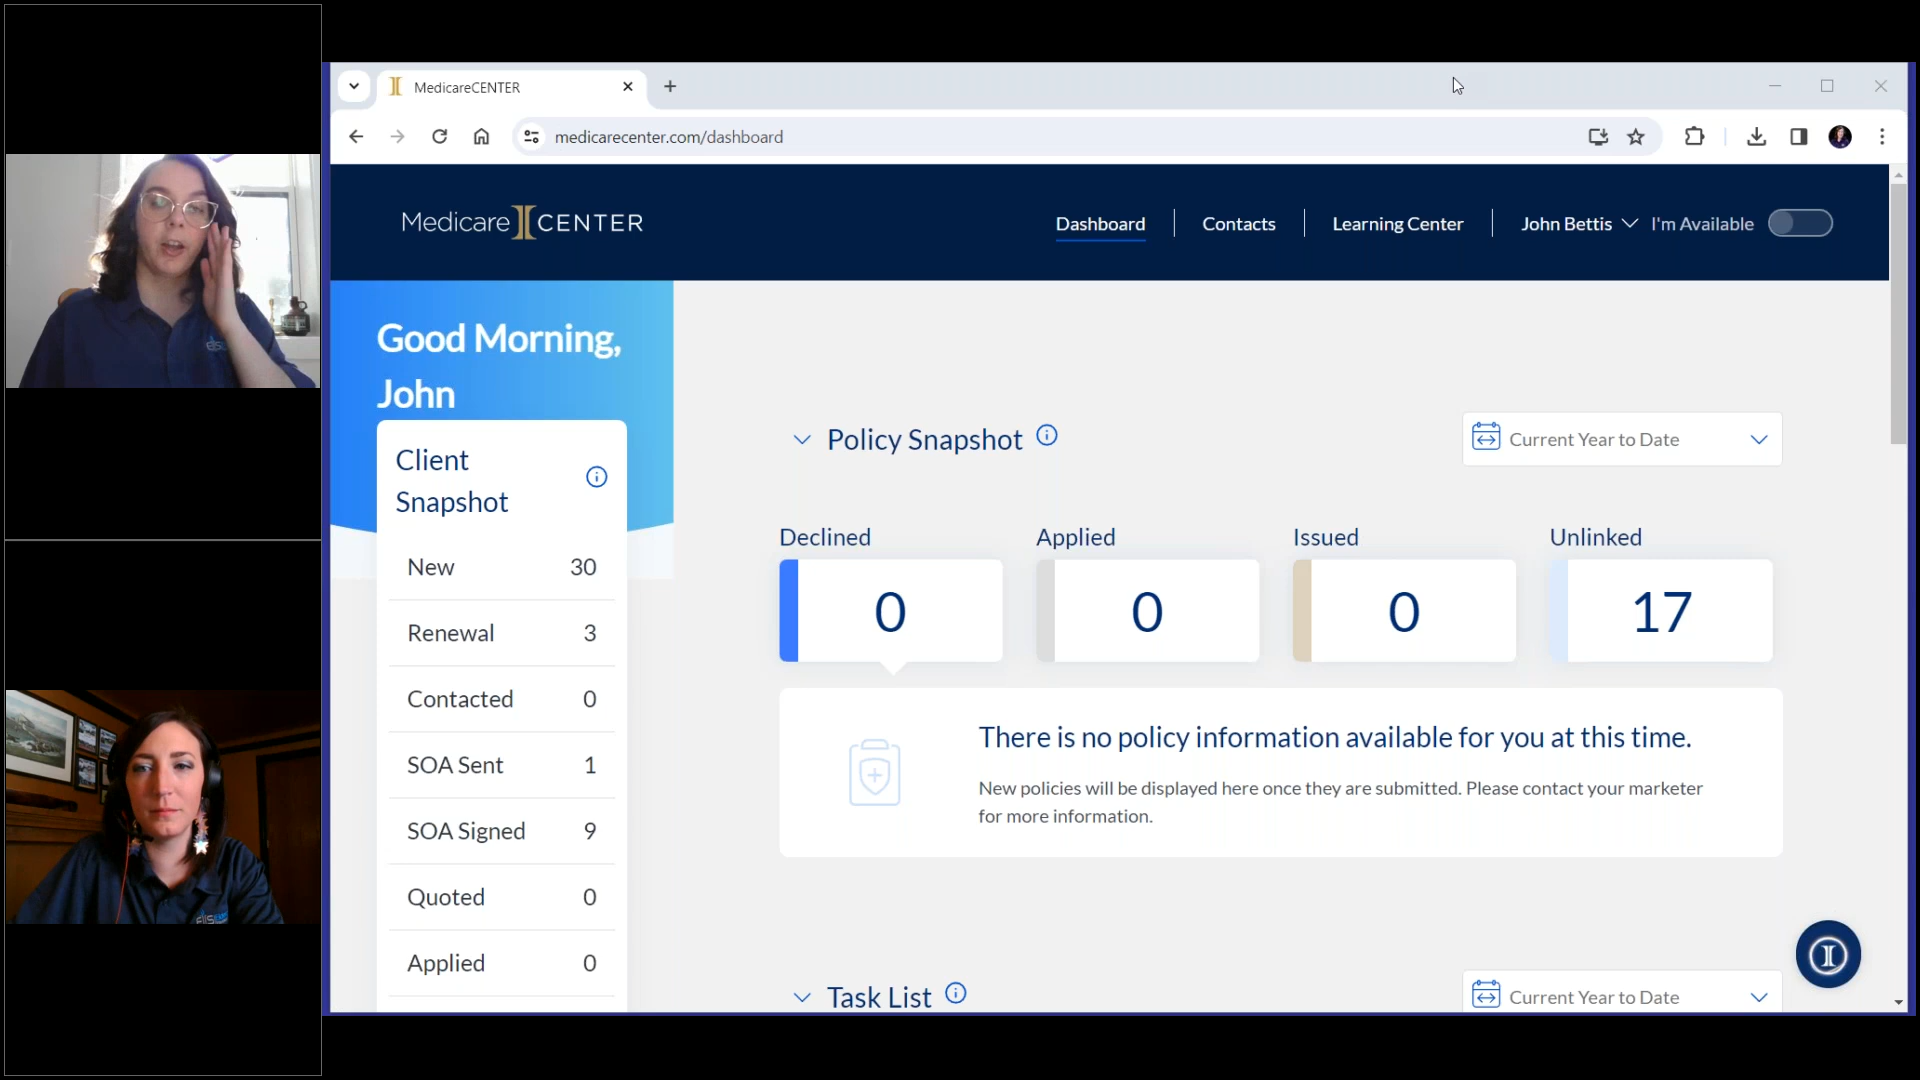 MedicareCENTER
medicarecenter.com/dashboard
Medicare CENTER
Dashboard
Contacts
Learning Center
John Bettis
I'm Available
Good Morning,
John
Client
Snapshot
New 30
Renewal 3
Contacted 0
SOA Sent 1
SOA Signed 9
Quoted 0
Applied 0
Policy Snapshot
Current Year to Date
Declined
Applied
Issued
Unlinked
0
0
0
17
There is no policy information available for you at this time.
New policies will be displayed here once they are submitted. Please contact your marketer
for more information.
Task List
Current Year to Date